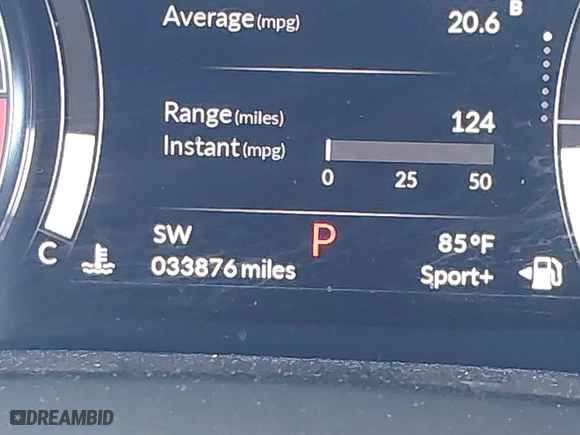 Average (mpg) 20.6 B
Range (miles) 124
Instant (mpg)
0 25 50
SW P 85°F
C
033876 miles Sport+
DREAMBID